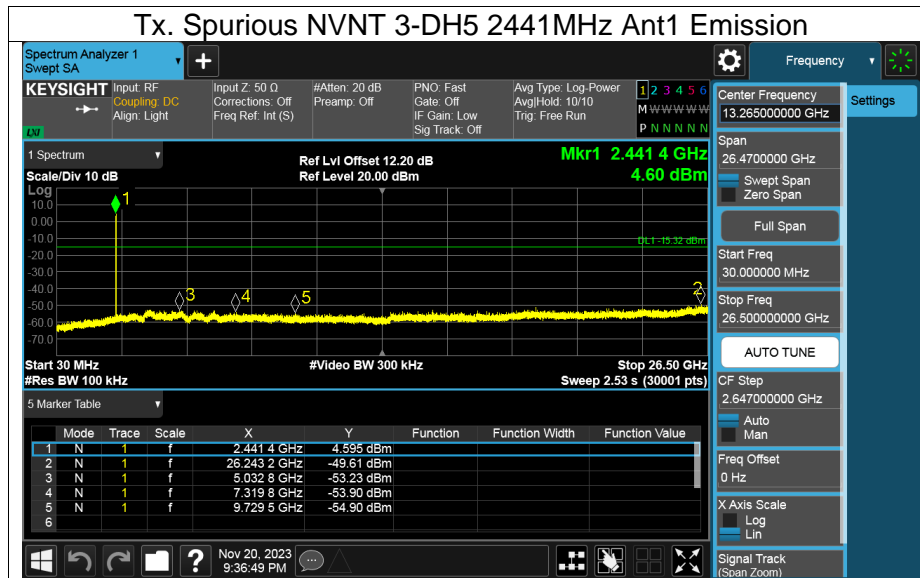 Tx. Spurious NVNT 3-DH5 2441MHz Ant1 Emission
Spectrum Analyzer 1
Swept SA
+
Frequency
KEYSIGHT
LXI
Input: RF
Coupling: DC
Align: Light
Input Z: 50 Ω
Corrections: Off
Freq Ref: Int (S)
#Atten: 20 dB
Preamp: Off
PNO: Fast
Gate: Off
IF Gain: Low
Sig Track: Off
Avg Type: Log-Power
Avg|Hold: 10/10
Trig: Free Run
1 2 3 4 5 6
M W W W W W
P N N N N N
1 Spectrum
Scale/Div 10 dB
Ref Lvl Offset 12.20 dB
Ref Level 20.00 dBm
Mkr1 2.441 4 GHz
4.60 dBm
Log
10.0
0.00
-10.0
-20.0
-30.0
-40.0
-50.0
-60.0
-70.0
1
DL1 -15.32 dBm
3
4
5
2
Start 30 MHz
#Res BW 100 kHz
#Video BW 300 kHz
Stop 26.50 GHz
Sweep 2.53 s (30001 pts)
5 Marker Table
Mode Trace Scale X Y Function Function Width Function Value
1 N 1 f 2.441 4 GHz 4.595 dBm
2 N 1 f 26.243 2 GHz -49.61 dBm
3 N 1 f 5.032 8 GHz -53.23 dBm
4 N 1 f 7.319 8 GHz -53.90 dBm
5 N 1 f 9.729 5 GHz -54.90 dBm
6
?
Nov 20, 2023
9:36:49 PM
Center Frequency
13.265000000 GHz
Settings
Span
26.4700000 GHz
Swept Span
Zero Span
Full Span
Start Freq
30.000000 MHz
Stop Freq
26.500000000 GHz
AUTO TUNE
CF Step
2.647000000 GHz
Auto
Man
Freq Offset
0 Hz
X Axis Scale
Log
Lin
Signal Track
(Span Zoom)